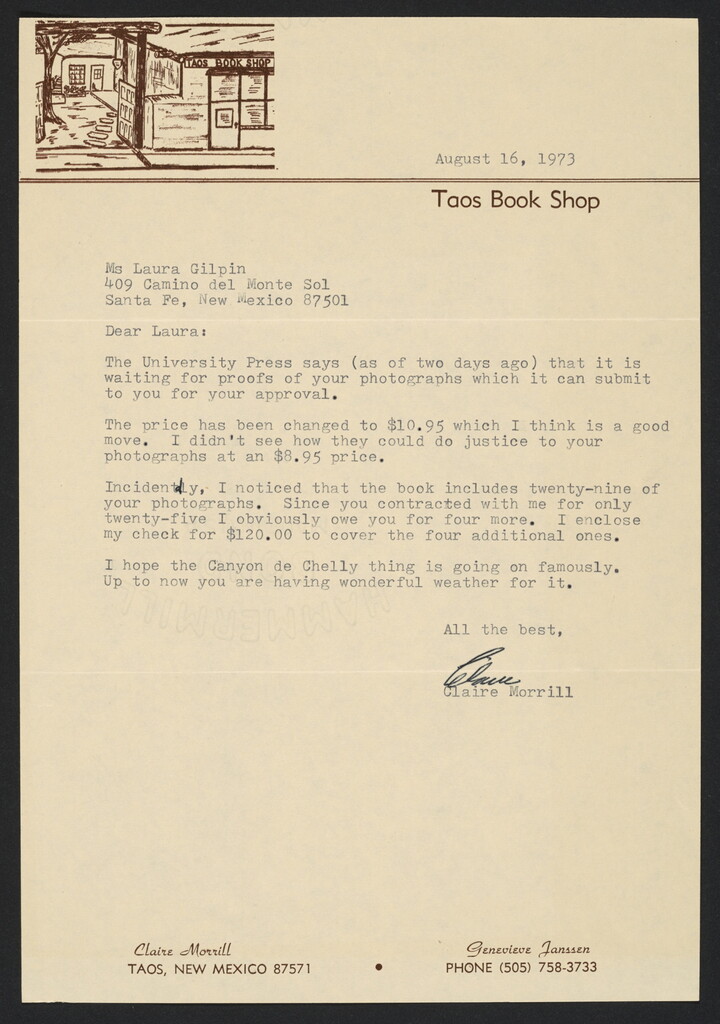 TAOS BOOK SHOP
August 16, 1973
Taos Book Shop
Ms Laura Gilpin
409 Camino del Monte Sol
Santa Fe, New Mexico 87501
Dear Laura:
The University Press says (as of two days ago) that it is
waiting for proofs of your photographs which it can submit
to you for your approval.
The price has been changed to $10.95 which I think is a good
move. I didn't see how they could do justice to your
photographs at an $8.95 price.
Incidently, I noticed that the book includes twenty-nine of
your photographs. Since you contracted with me for only
twenty-five I obviously owe you for four more. I enclose
my check for $120.00 to cover the four additional ones.
I hope the Canyon de Chelly thing is going on famously.
Up to now you are having wonderful weather for it.
All the best,
Claire
Claire Morrill
Claire Morrill Genevieve Janssen
TAOS, NEW MEXICO 87571 • PHONE (505) 758-3733